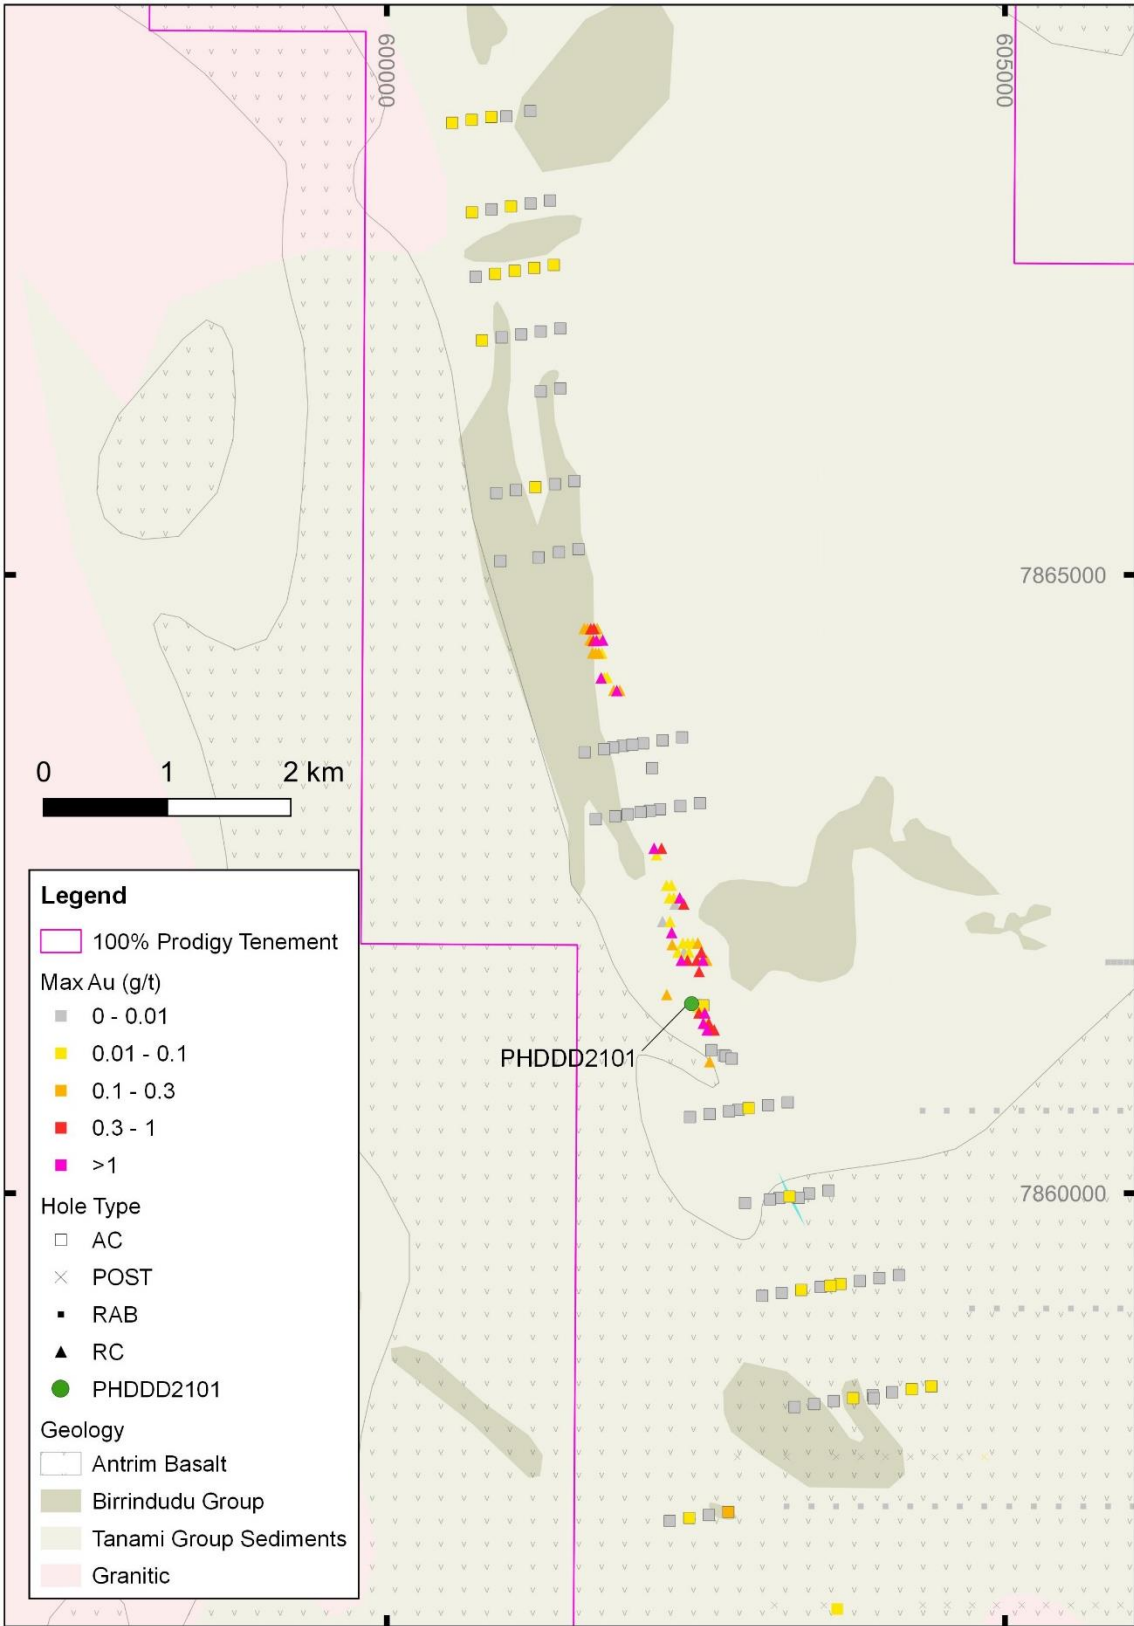 600000
605000
7865000
0 1 2 km
Legend
100% Prodigy Tenement
Max Au (g/t)
0 - 0.01
0.01 - 0.1
0.1 - 0.3
0.3 - 1
>1
Hole Type
AC
POST
RAB
RC
PHDDD2101
Geology
Antrim Basalt
Birrindudu Group
Tanami Group Sediments
Granitic
PHDDD2101
7860000